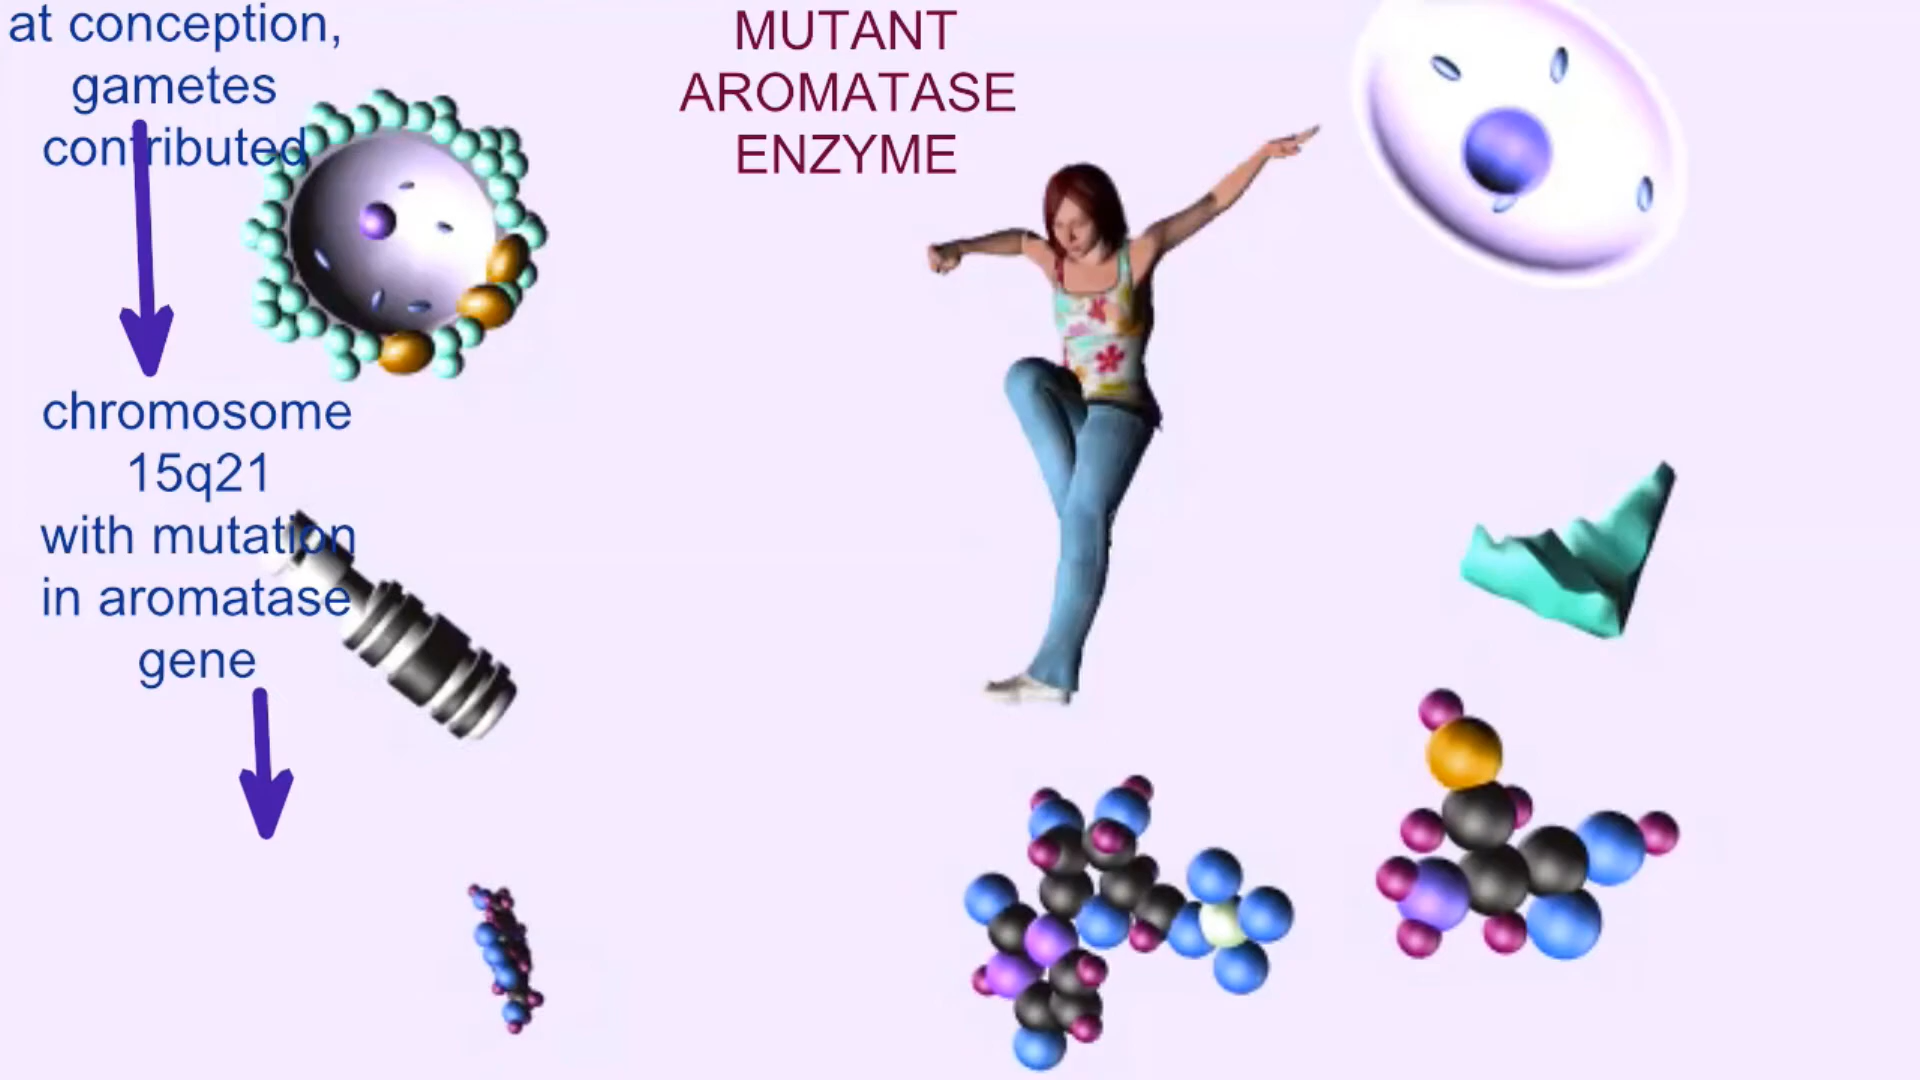 at conception,
gametes
contributed
MUTANT
AROMATASE
ENZYME
chromosome
15q21
with mutation
in aromatase
gene